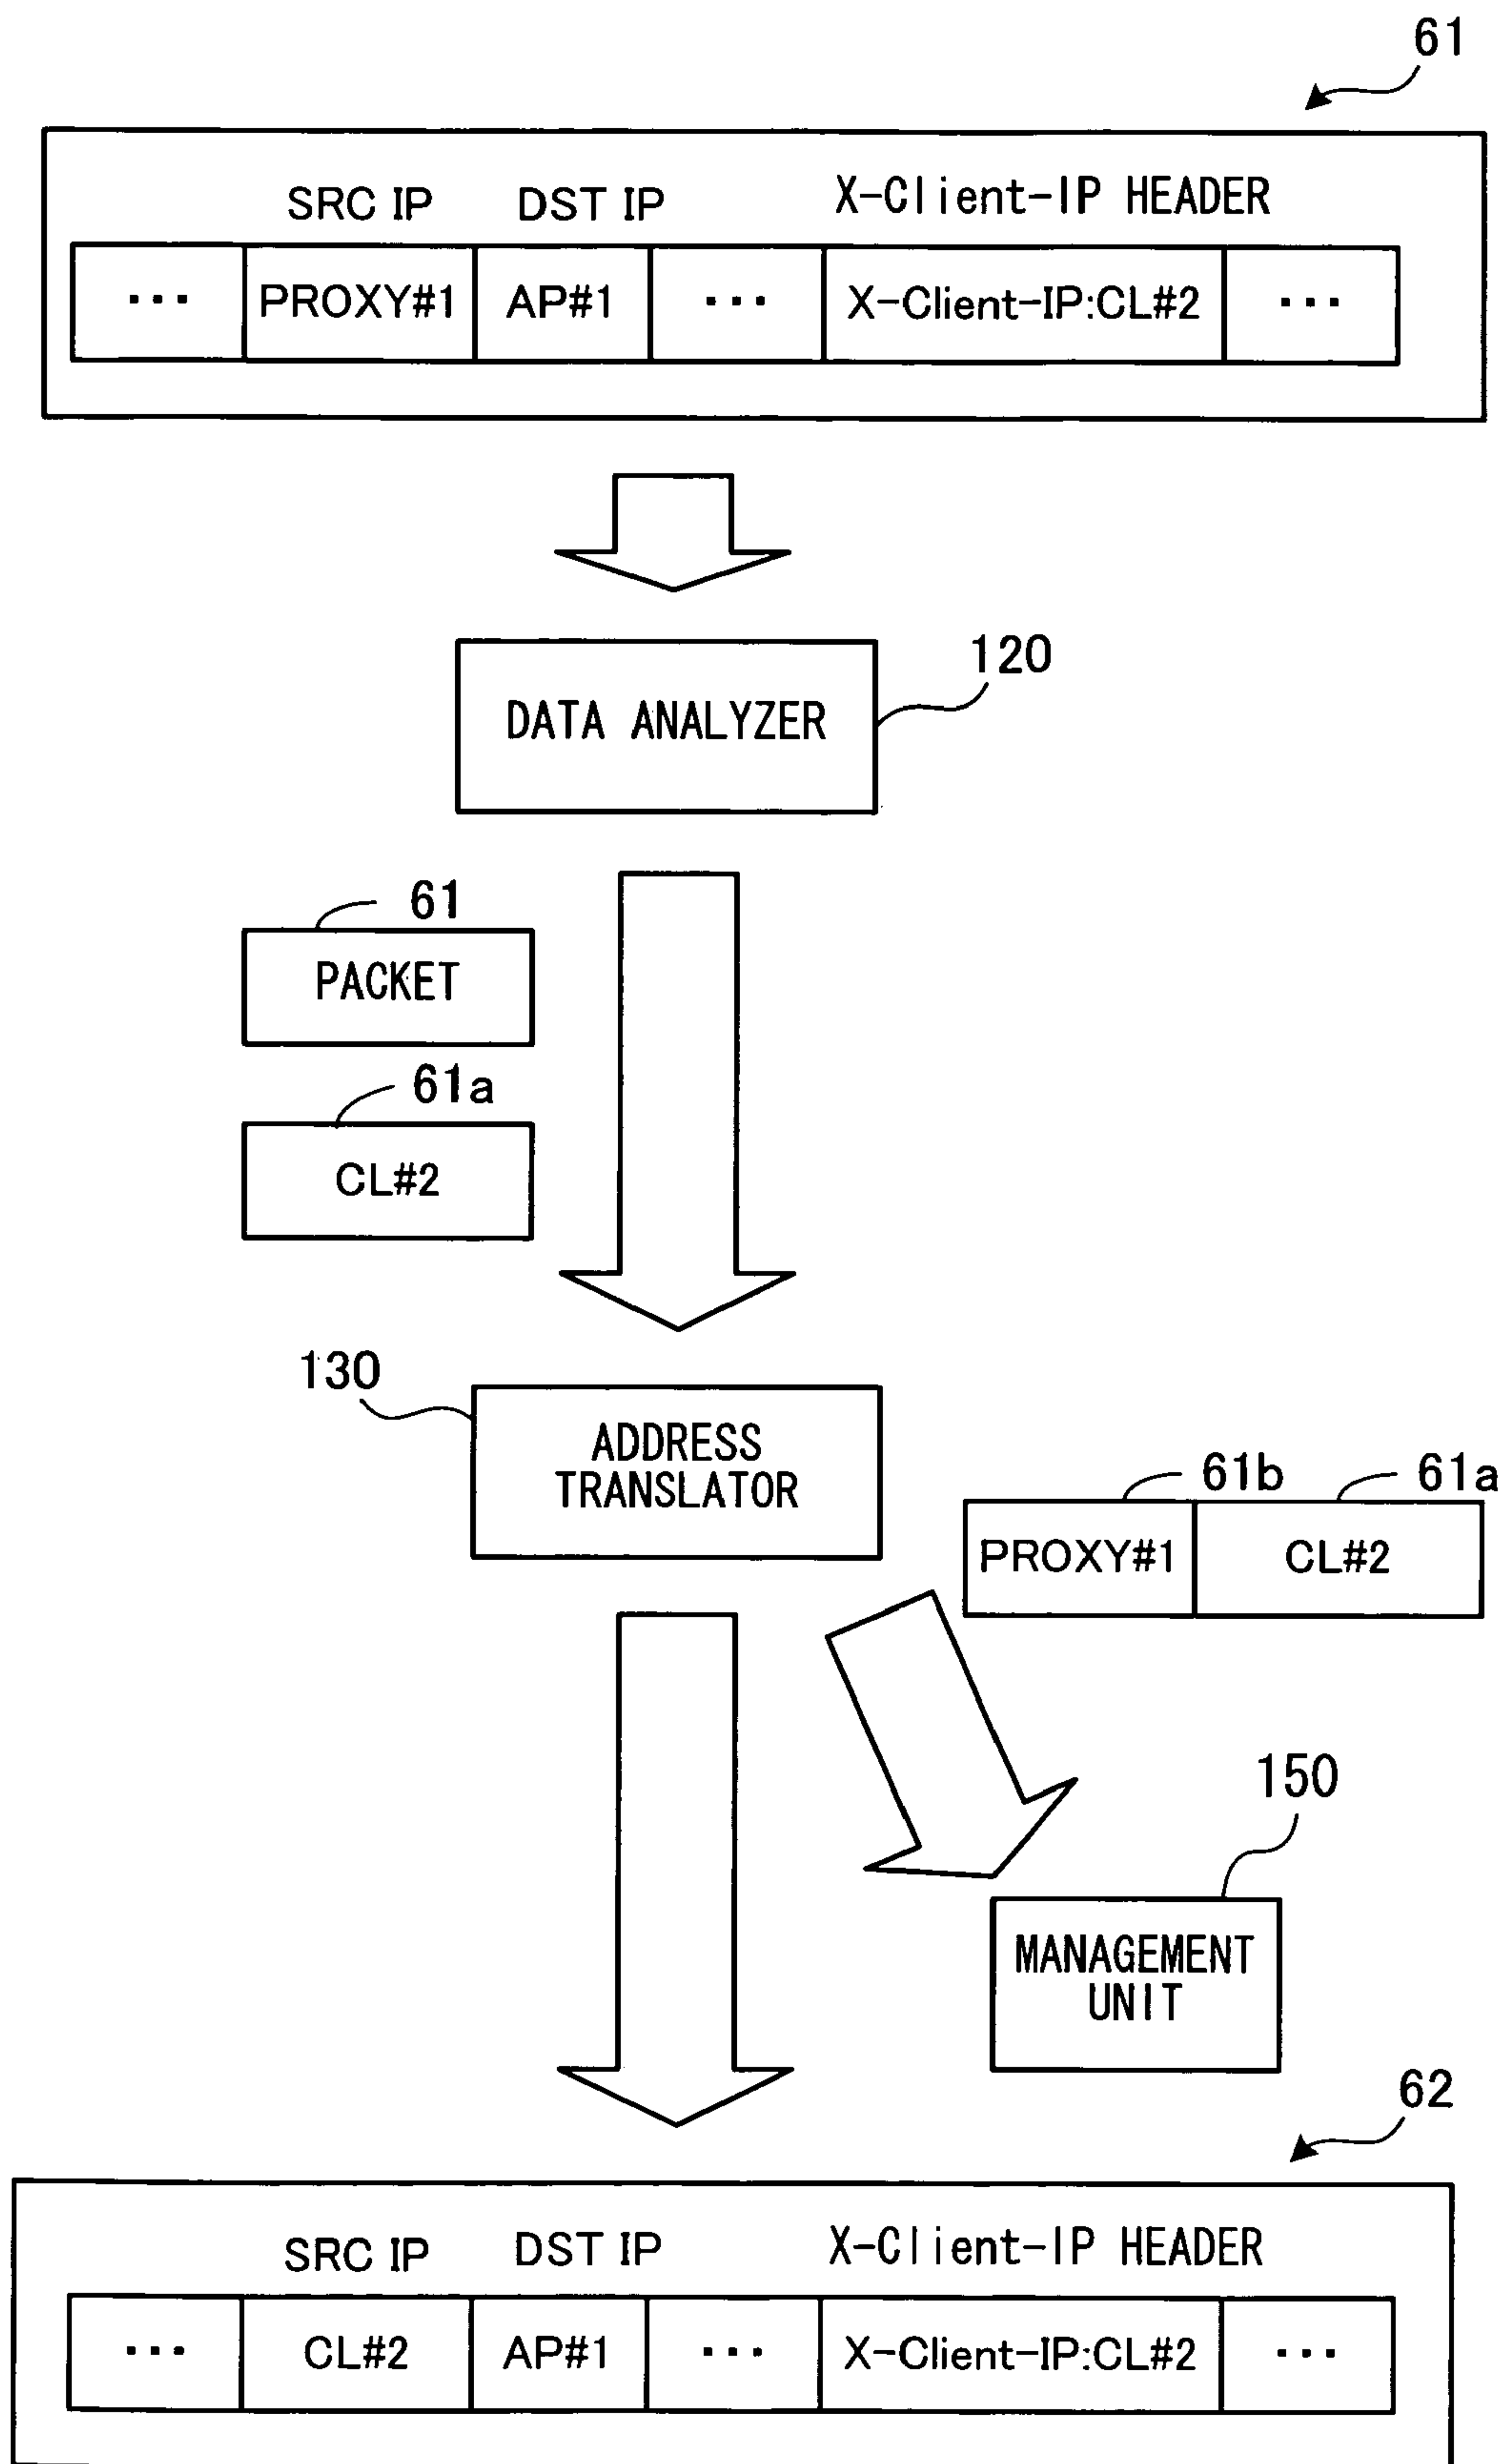 61
SRC IP DST IP X-Client-IP HEADER
... PROXY#1 AP#1 ... X-Client-IP:CL#2 ...
120
DATA ANALYZER
61
PACKET
61a
CL#2
130
ADDRESS
TRANSLATOR
61b 61a
PROXY#1 CL#2
150
MANAGEMENT
UNIT
62
SRC IP DST IP X-Client-IP HEADER
... CL#2 AP#1 ... X-Client-IP:CL#2 ...